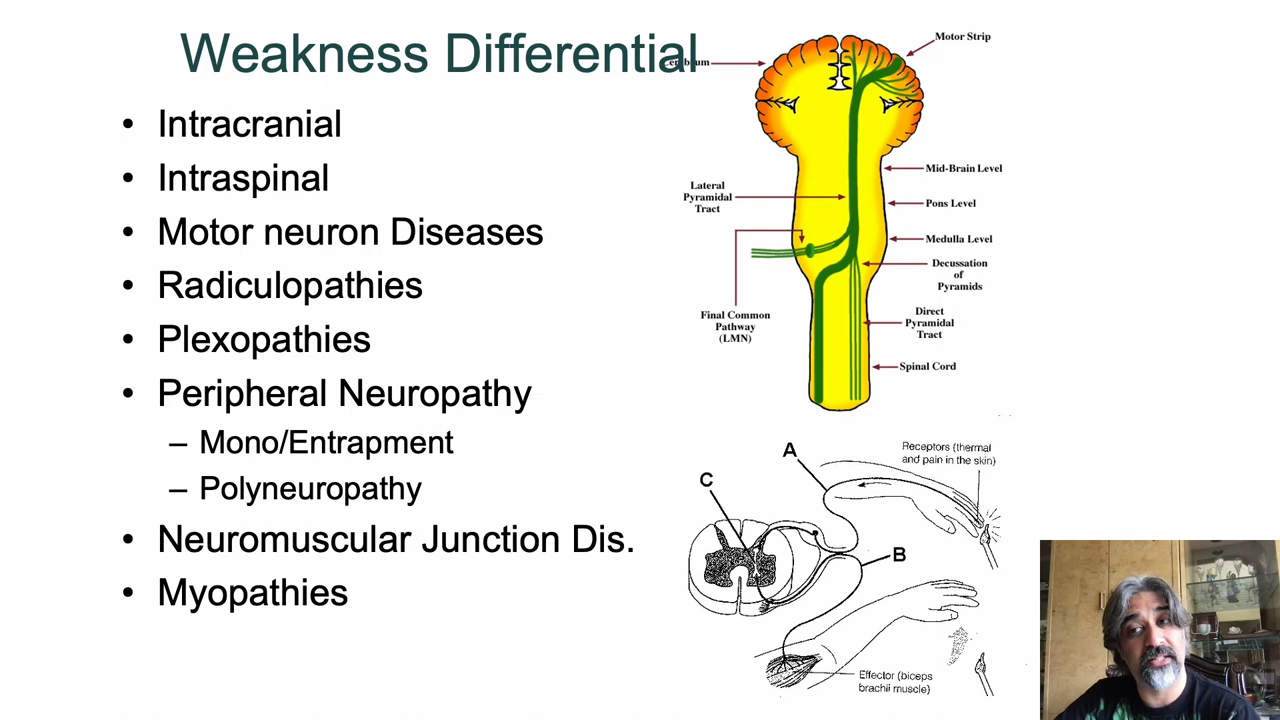 Weakness Differential
• Intracranial
• Intraspinal
• Motor neuron Diseases
• Radiculopathies
• Plexopathies
• Peripheral Neuropathy
– Mono/Entrapment
– Polyneuropathy
• Neuromuscular Junction Dis.
• Myopathies
Motor Strip
Mid-Brain Level
Lateral
Pyramidal
Tract
Pons Level
Medulla Level
Decussation
of
Pyramids
Final Common
Pathway
(LMN)
Direct
Pyramidal
Tract
Spinal Cord
A
Receptors (thermal
and pain in the skin)
C
B
Effector (biceps
brachii muscle)